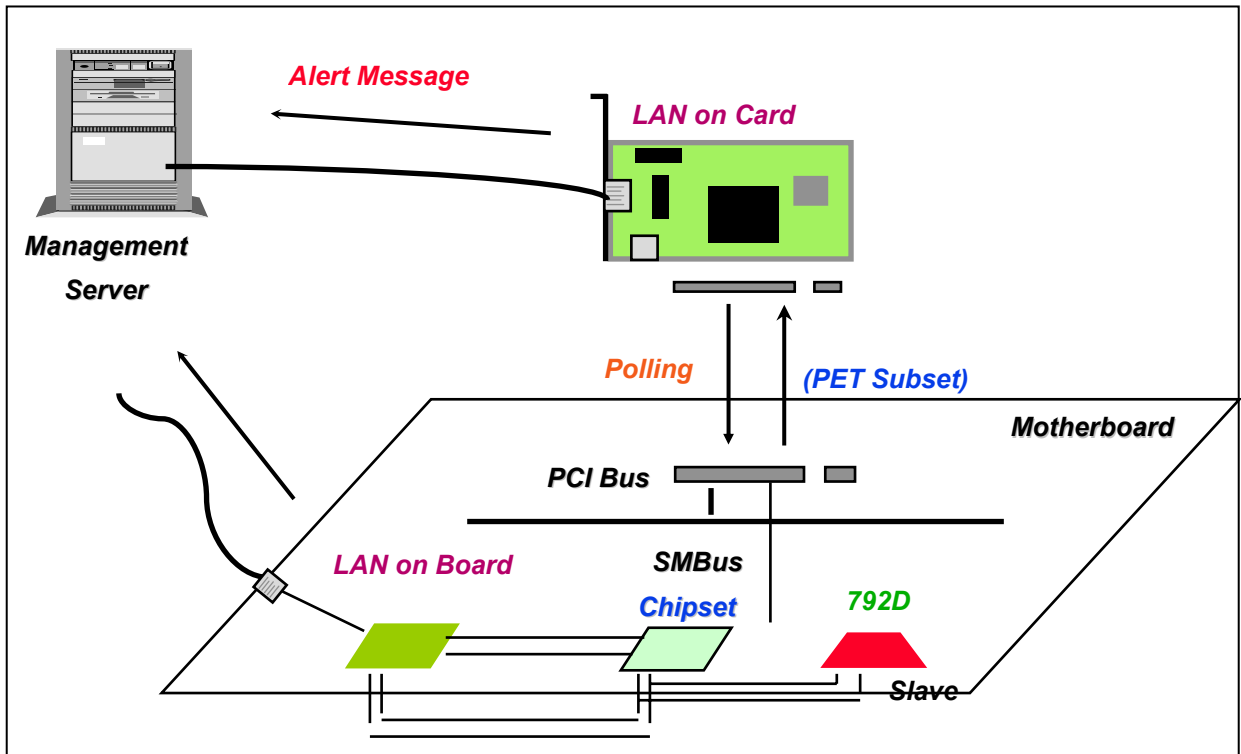 Alert Message
LAN on Card
Management
Server
Polling
(PET Subset)
Motherboard
PCI Bus
LAN on Board
SMBus
Chipset
792D
Slave